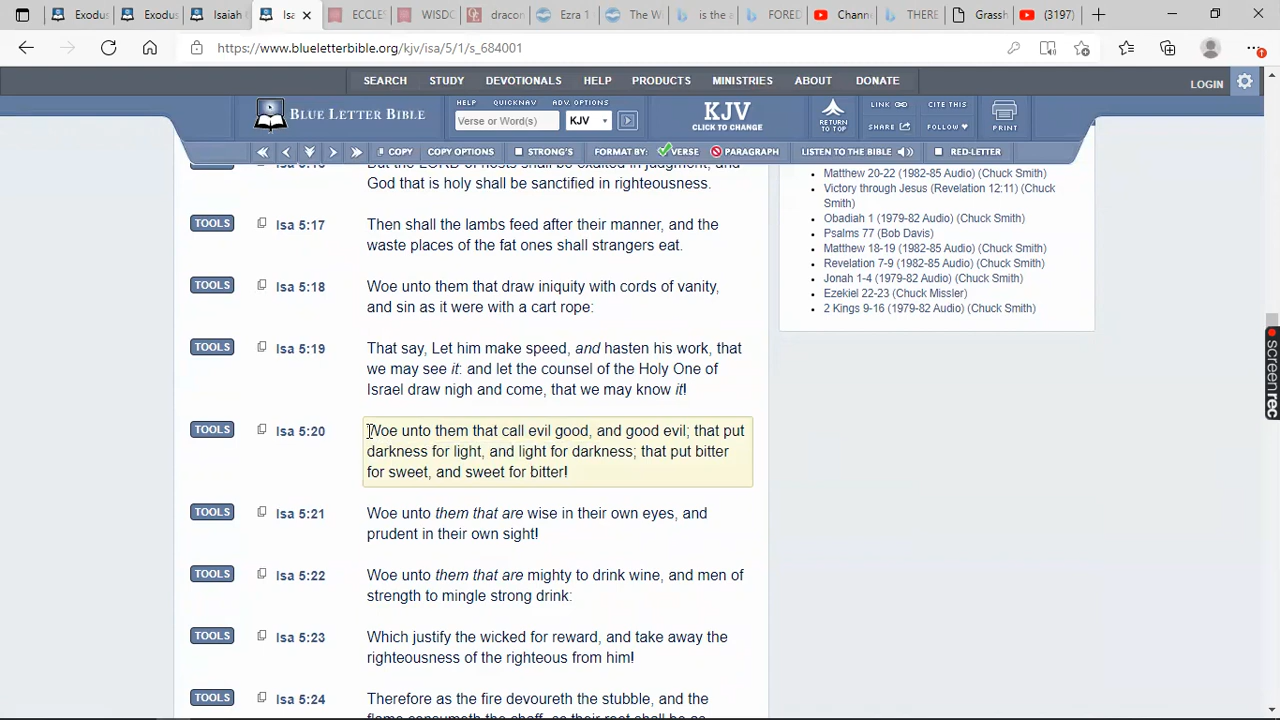 Exodus
Exodus
Isaiah
Isa
ECCLES
WISDO
dracon
Ezra 1
The W
is the a
FORED
Chann
THERE
Grassh
(3197)
https://www.blueletterbible.org/kjv/isa/5/1/s_684001
SEARCH STUDY DEVOTIONALS HELP PRODUCTS MINISTRIES ABOUT DONATE
LOGIN
HELP QUICKNAV ADV. OPTIONS
BLUE LETTER BIBLE
Verse or Word(s)
KJV
KJV
CLICK TO CHANGE
RETURN
TO TOP
LINK
CITE THIS
SHARE
FOLLOW
PRINT
COPY COPY OPTIONS STRONG'S FORMAT BY: VERSE PARAGRAPH LISTEN TO THE BIBLE RED-LETTER
But the LORD of hosts shall be exalted in judgment, and
God that is holy shall be sanctified in righteousness.
TOOLS Isa 5:17 Then shall the lambs feed after their manner, and the
waste places of the fat ones shall strangers eat.
TOOLS Isa 5:18 Woe unto them that draw iniquity with cords of vanity,
and sin as it were with a cart rope:
TOOLS Isa 5:19 That say, Let him make speed, and hasten his work, that
we may see it: and let the counsel of the Holy One of
Israel draw nigh and come, that we may know it!
TOOLS Isa 5:20 Woe unto them that call evil good, and good evil; that put
darkness for light, and light for darkness; that put bitter
for sweet, and sweet for bitter!
TOOLS Isa 5:21 Woe unto them that are wise in their own eyes, and
prudent in their own sight!
TOOLS Isa 5:22 Woe unto them that are mighty to drink wine, and men of
strength to mingle strong drink:
TOOLS Isa 5:23 Which justify the wicked for reward, and take away the
righteousness of the righteous from him!
TOOLS Isa 5:24 Therefore as the fire devoureth the stubble, and the
Matthew 20-22 (1982-85 Audio) (Chuck Smith)
Victory through Jesus (Revelation 12:11) (Chuck
Smith)
Obadiah 1 (1979-82 Audio) (Chuck Smith)
Psalms 77 (Bob Davis)
Matthew 18-19 (1982-85 Audio) (Chuck Smith)
Revelation 7-9 (1982-85 Audio) (Chuck Smith)
Jonah 1-4 (1979-82 Audio) (Chuck Smith)
Ezekiel 22-23 (Chuck Missler)
2 Kings 9-16 (1979-82 Audio) (Chuck Smith)
screenrec